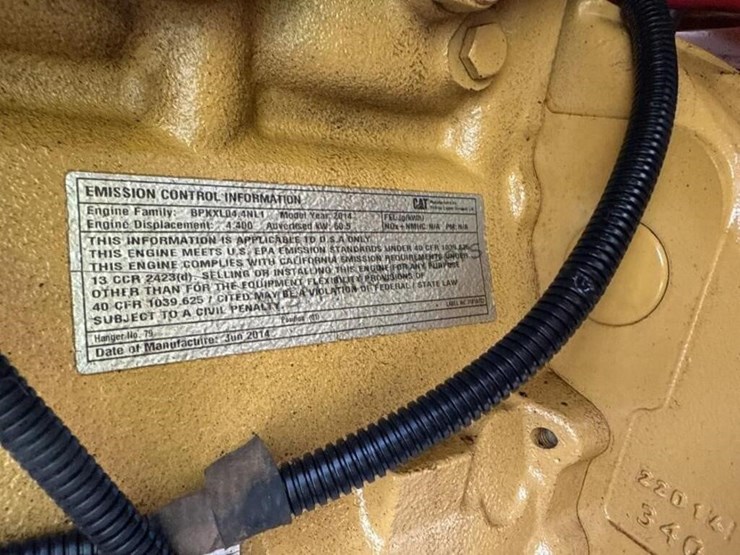 EMISSION CONTROL INFORMATION CAT
Engine Family: BPKXL04.4NL1 Model Year: 2014
Engine Displacement: 4.400 Advertised kW: 60.5 NOx + NMHC: N/A PM: N/A
THIS INFORMATION IS APPLICABLE TO U S A ONLY
THIS ENGINE MEETS U.S. EPA EMISSION STANDARDS UNDER 40 CFR
THIS ENGINE COMPLIES WITH CALIFORNIA EMISSION REQUIREMENTS UNDER
13 CCR 2423(d). SELLING OR INSTALLING THIS ENGINE FOR ANY PURPOSE
OTHER THAN FOR THE EQUIPMENT FLEXIBILITY PROVISIONS OF
40 CFR 1039.625 / CITED MAY BE A VIOLATION OF FEDERAL / STATE LAW
SUBJECT TO A CIVIL PENALTY.
Hanger No. 79
Date of Manufacture: Jun 2014